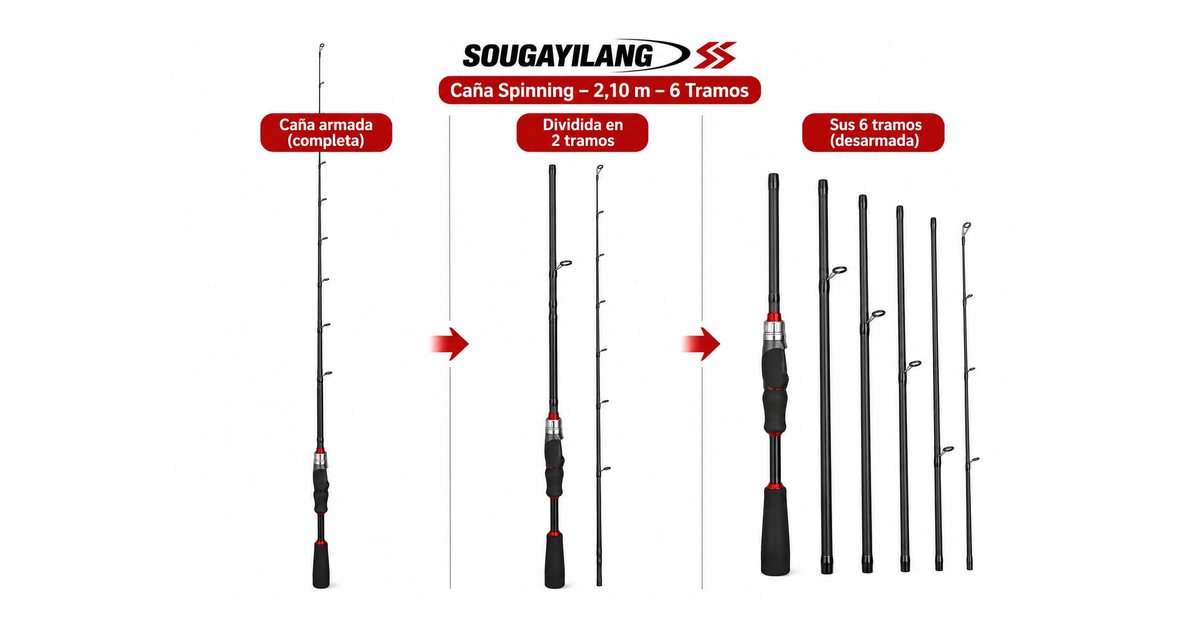 SOUGAYILANG
Caña Spinning – 2,10 m – 6 Tramos
Caña armada
(completa)
Dividida en
2 tramos
Sus 6 tramos
(desarmada)